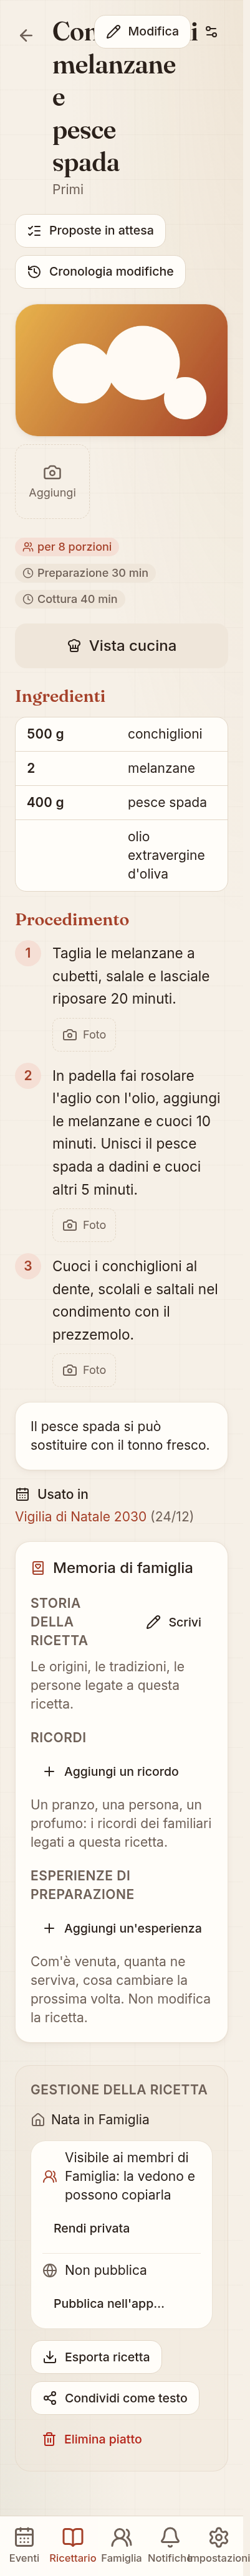 Modifica
melanzane
e
pesce
spada
Primi
Proposte in attesa
Cronologia modifiche
Aggiungi
per 8 porzioni
Preparazione 30 min
Cottura 40 min
Vista cucina
Ingredienti
500 g conchiglioni
2 melanzane
400 g pesce spada
olio
extravergine
d'oliva
Procedimento
1 Taglia le melanzane a
cubetti, salale e lasciale
riposare 20 minuti.
Foto
2 In padella fai rosolare
l'aglio con l'olio, aggiungi
le melanzane e cuoci 10
minuti. Unisci il pesce
spada a dadini e cuoci
altri 5 minuti.
Foto
3 Cuoci i conchiglioni al
dente, scolali e saltali nel
condimento con il
prezzemolo.
Foto
Il pesce spada si può
sostituire con il tonno fresco.
Usato in
Vigilia di Natale 2030 (24/12)
Memoria di famiglia
STORIA
DELLA
RICETTA
Scrivi
Le origini, le tradizioni, le
persone legate a questa
ricetta.
RICORDI
Aggiungi un ricordo
Un pranzo, una persona, un
profumo: i ricordi dei familiari
legati a questa ricetta.
ESPERIENZE DI
PREPARAZIONE
Aggiungi un'esperienza
Com'è venuta, quanta ne
serviva, cosa cambiare la
prossima volta. Non modifica
la ricetta.
GESTIONE DELLA RICETTA
Nata in Famiglia
Visibile ai membri di
Famiglia: la vedono e
possono copiarla
Rendi privata
Non pubblica
Pubblica nell'app...
Esporta ricetta
Condividi come testo
Elimina piatto
Eventi Ricettario Famiglia Notifiche Impostazioni